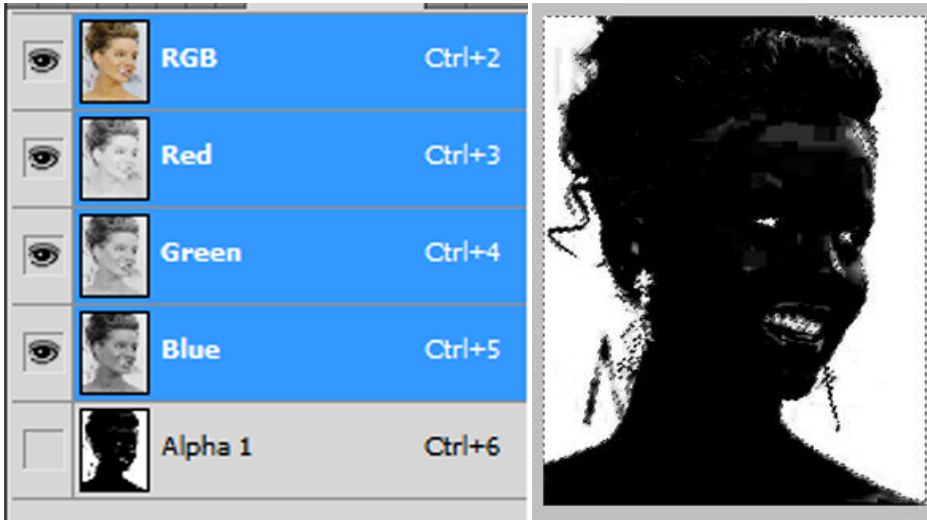 RGB Ctrl+2
Red Ctrl+3
Green Ctrl+4
Blue Ctrl+5
Alpha 1 Ctrl+6